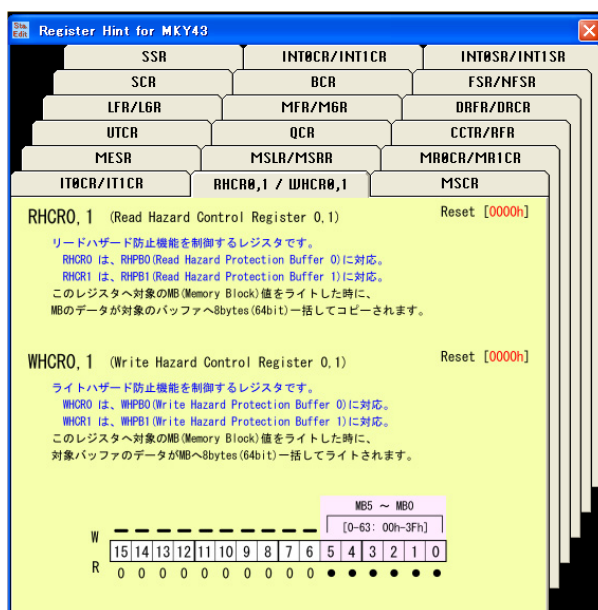 Sta. Edit Register Hint for MKY43
SSR INT0CR/INT1CR INT0SR/INT1SR
SCR BCR FSR/NFSR
LFR/LGR MFR/MGR DRFR/DRCR
UTCR QCR CCTR/RFR
MESR MSLR/MSRR MR0CR/MR1CR
IT0CR/IT1CR RHCR0,1 / WHCR0,1 MSCR
RHCR0, 1 (Read Hazard Control Register 0,1) Reset [0000h]
リードハザード防止機能を制御するレジスタです。
RHCR0 は、RHPB0(Read Hazard Protection Buffer 0)に対応。
RHCR1 は、RHPB1(Read Hazard Protection Buffer 1)に対応。
このレジスタへ対象のMB(Memory Block)値をライトした時に、
MBのデータが対象のバッファへ8bytes(64bit)一括してコピーされます。
WHCR0, 1 (Write Hazard Control Register 0,1) Reset [0000h]
ライトハザード防止機能を制御するレジスタです。
WHCR0 は、WHPB0(Write Hazard Protection Buffer 0)に対応。
WHCR1 は、WHPB1(Write Hazard Protection Buffer 1)に対応。
このレジスタへ対象のMB(Memory Block)値をライトした時に、
対象バッファのデータがMBへ8bytes(64bit)一括してライトされます。
MB5 ～ MB0
[0-63: 00h-3Fh]
W
15 14 13 12 11 10 9 8 7 6 5 4 3 2 1 0
R 0 0 0 0 0 0 0 0 0 0 ● ● ● ● ● ●